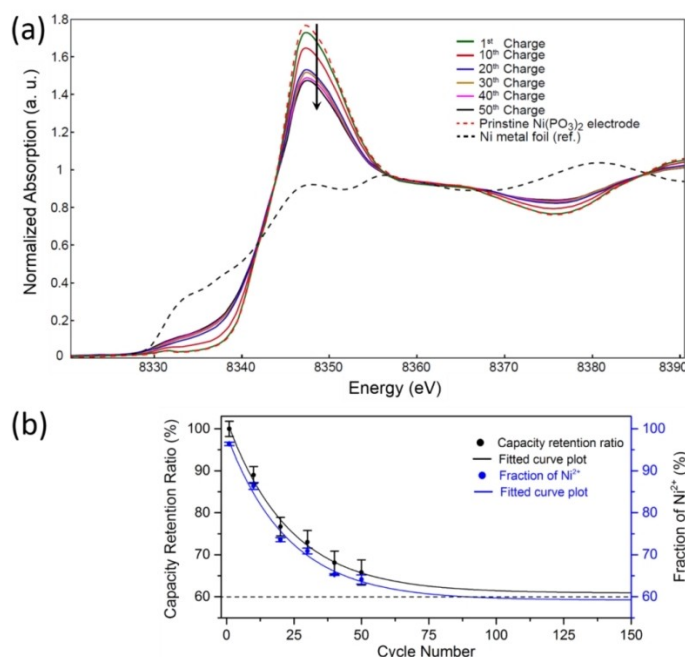 (a)
Normalized Absorption (a. u.)
1.8
1.6
1.4
1.2
1
0.8
0.6
0.4
0.2
0
1st Charge
10th Charge
20th Charge
30th Charge
40th Charge
50th Charge
Prinstine Ni(PO3)2 electrode
Ni metal foil (ref.)
8330 8340 8350 8360 8370 8380 8390
Energy (eV)
(b)
Capacity Retention Ratio (%)
100
90
80
70
60
Capacity retention ratio
Fitted curve plot
Fraction of Ni2+
Fitted curve plot
100
90
80
70
60
Fraction of Ni2+ (%)
0 25 50 75 100 125 150
Cycle Number